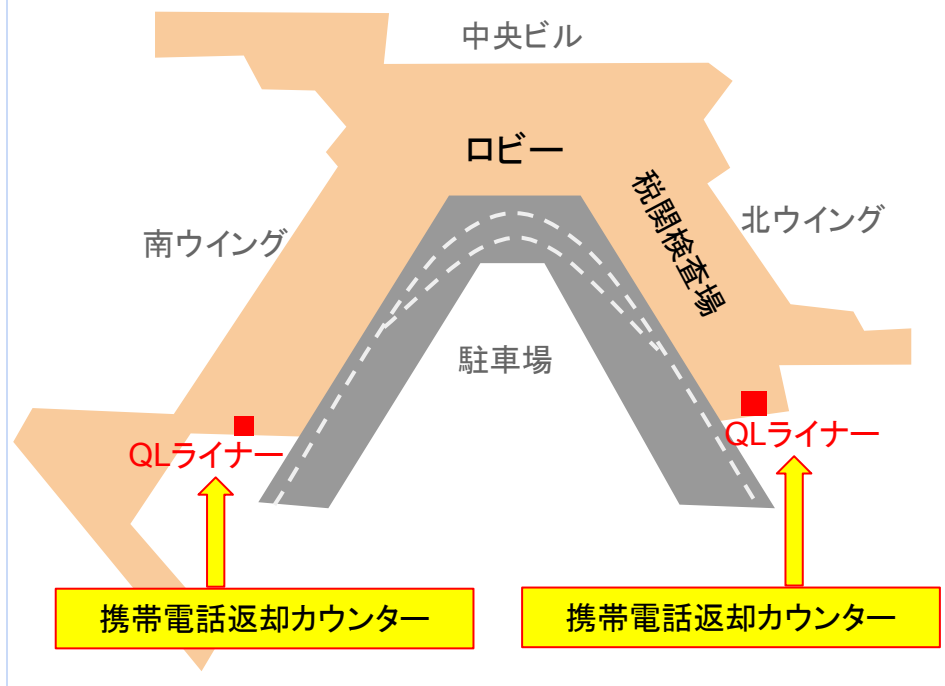 中央ビル
ロビー
税関検査場
北ウイング
南ウイング
駐車場
QLライナー
QLライナー
携帯電話返却カウンター
携帯電話返却カウンター